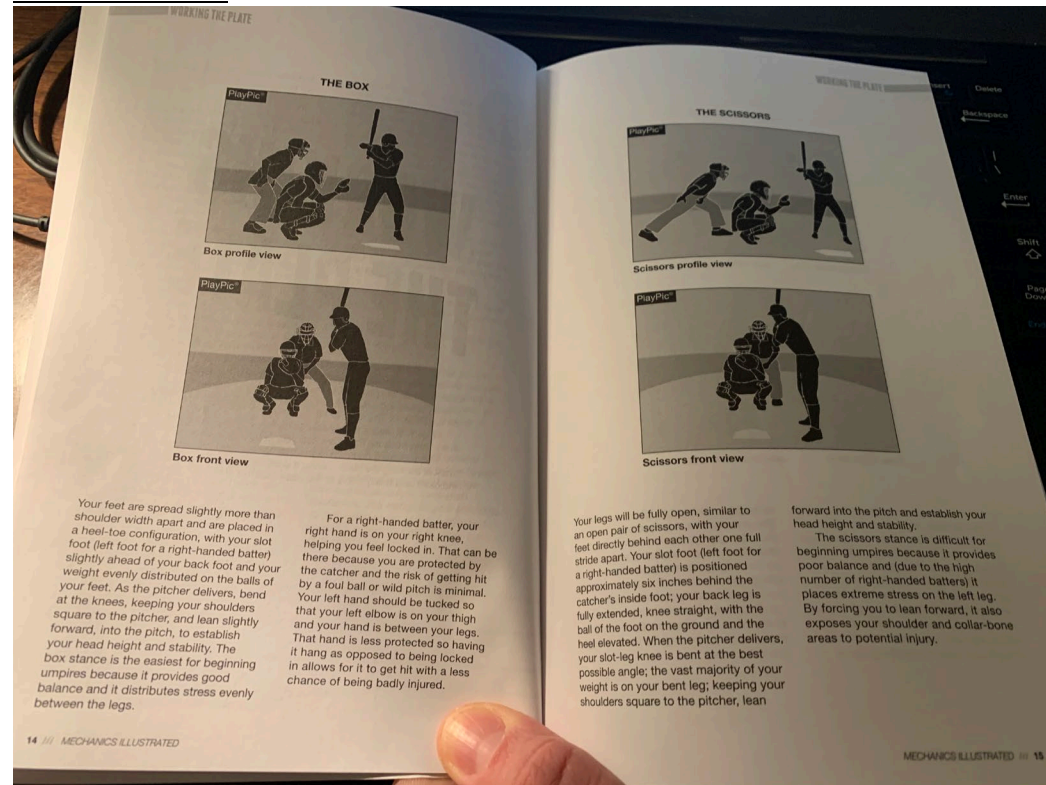 WORKING THE PLATE
THE BOX
PlayPic®
Box profile view
PlayPic®
Box front view
Your feet are spread slightly more than
shoulder width apart and are placed in
a heel-toe configuration, with your slot
foot (left foot for a right-handed batter)
slightly ahead of your back foot and your
weight evenly distributed on the balls of
your feet. As the pitcher delivers, bend
at the knees, keeping your shoulders
square to the pitcher, and lean slightly
forward, into the pitch, to establish
your head height and stability. The
box stance is the easiest for beginning
umpires because it provides good
balance and it distributes stress evenly
between the legs.
For a right-handed batter, your
right hand is on your right knee,
helping you feel locked in. That can be
there because you are protected by
the catcher and the risk of getting hit
by a foul ball or wild pitch is minimal.
Your left hand should be tucked so
that your left elbow is on your thigh
and your hand is between your legs.
That hand is less protected so having
it hang as opposed to being locked
in allows for it to get hit with a less
chance of being badly injured.
14 /// MECHANICS ILLUSTRATED
WORKING THE PLATE
THE SCISSORS
PlayPic®
Scissors profile view
PlayPic®
Scissors front view
Your legs will be fully open, similar to
an open pair of scissors, with your
feet directly behind each other one full
stride apart. Your slot foot (left foot for
a right-handed batter) is positioned
approximately six inches behind the
catcher's inside foot; your back leg is
fully extended, knee straight, with the
ball of the foot on the ground and the
heel elevated. When the pitcher delivers,
your slot-leg knee is bent at the best
possible angle; the vast majority of your
weight is on your bent leg; keeping your
shoulders square to the pitcher, lean
forward into the pitch and establish your
head height and stability.
The scissors stance is difficult for
beginning umpires because it provides
poor balance and (due to the high
number of right-handed batters) it
places extreme stress on the left leg.
By forcing you to lean forward, it also
exposes your shoulder and collar-bone
areas to potential injury.
MECHANICS ILLUSTRATED /// 15
Delete
Backspace
Enter
Shift